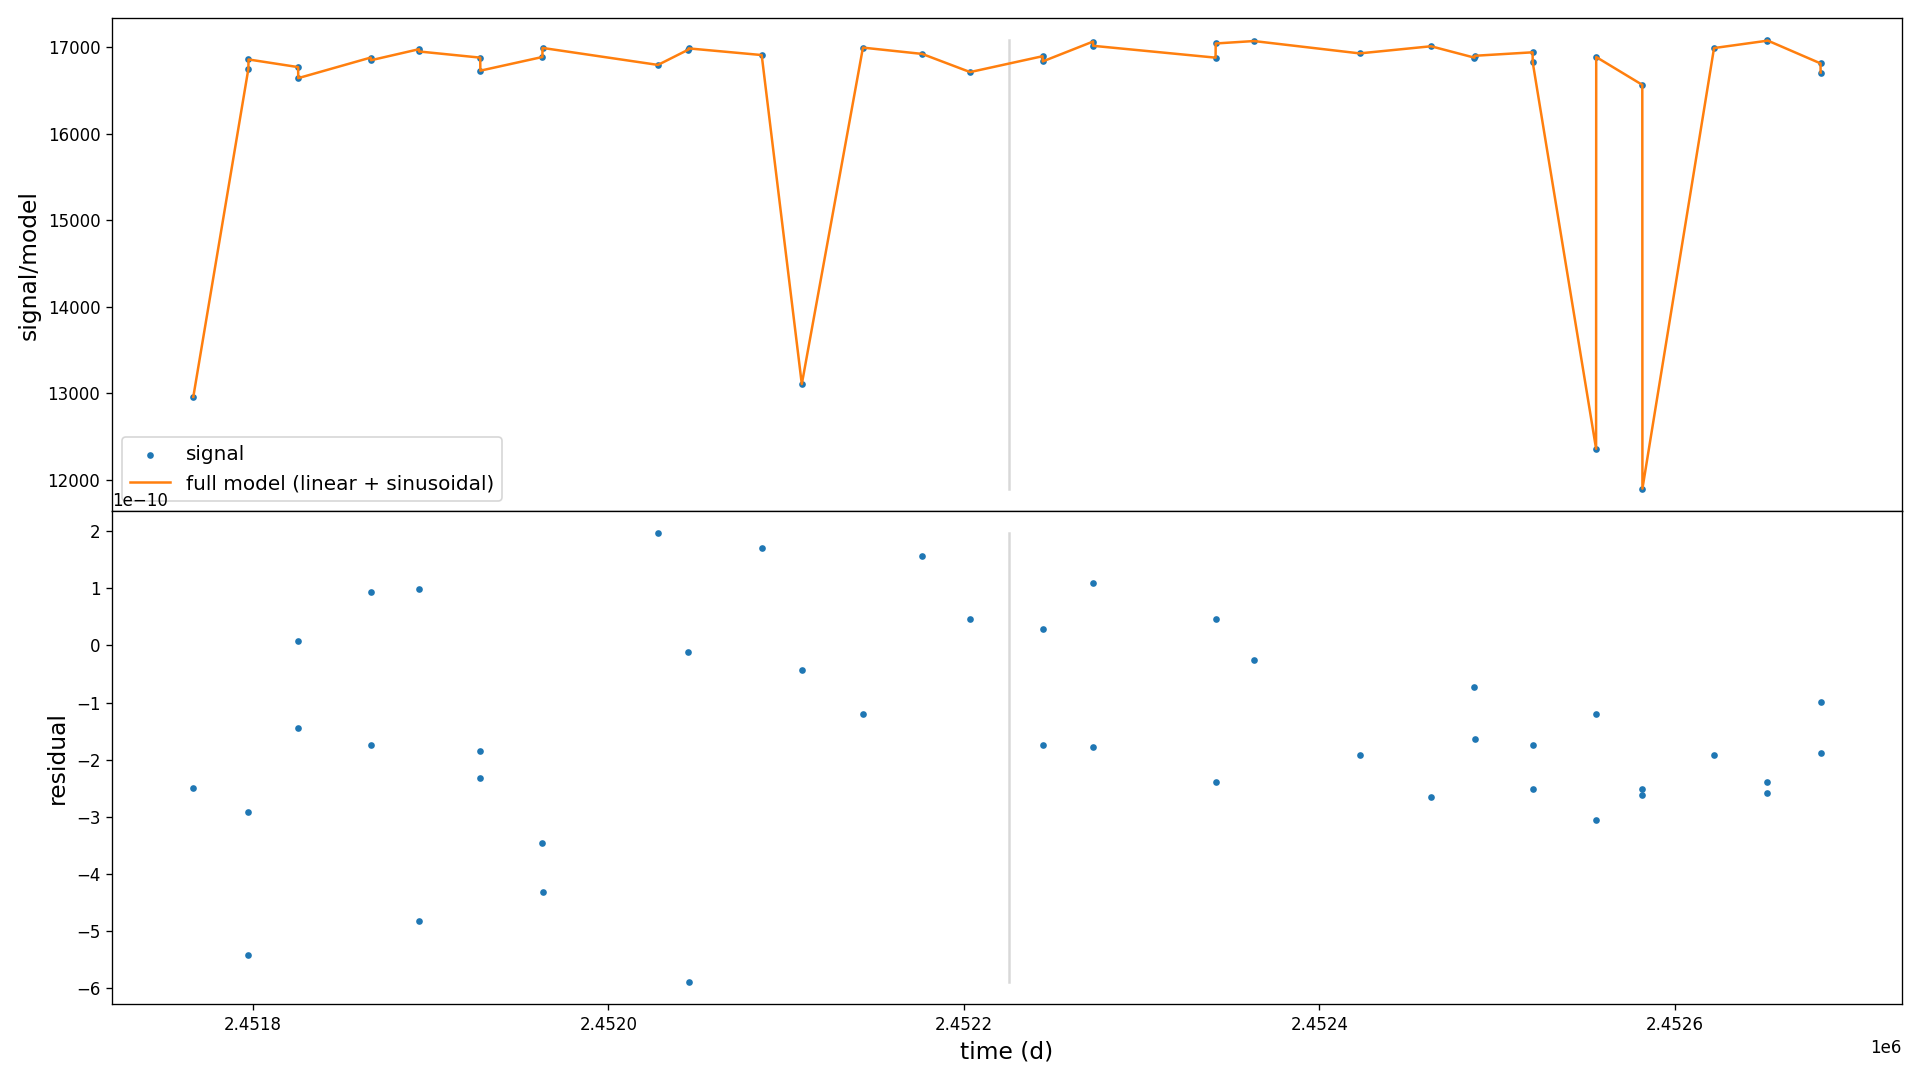 17000
16000
15000
14000
13000
12000
signal/model
signal
full model (linear + sinusoidal)
1e−10
2
1
0
−1
−2
−3
−4
−5
−6
residual
2.4518
2.4520
2.4522
2.4524
2.4526
time (d)
1e6